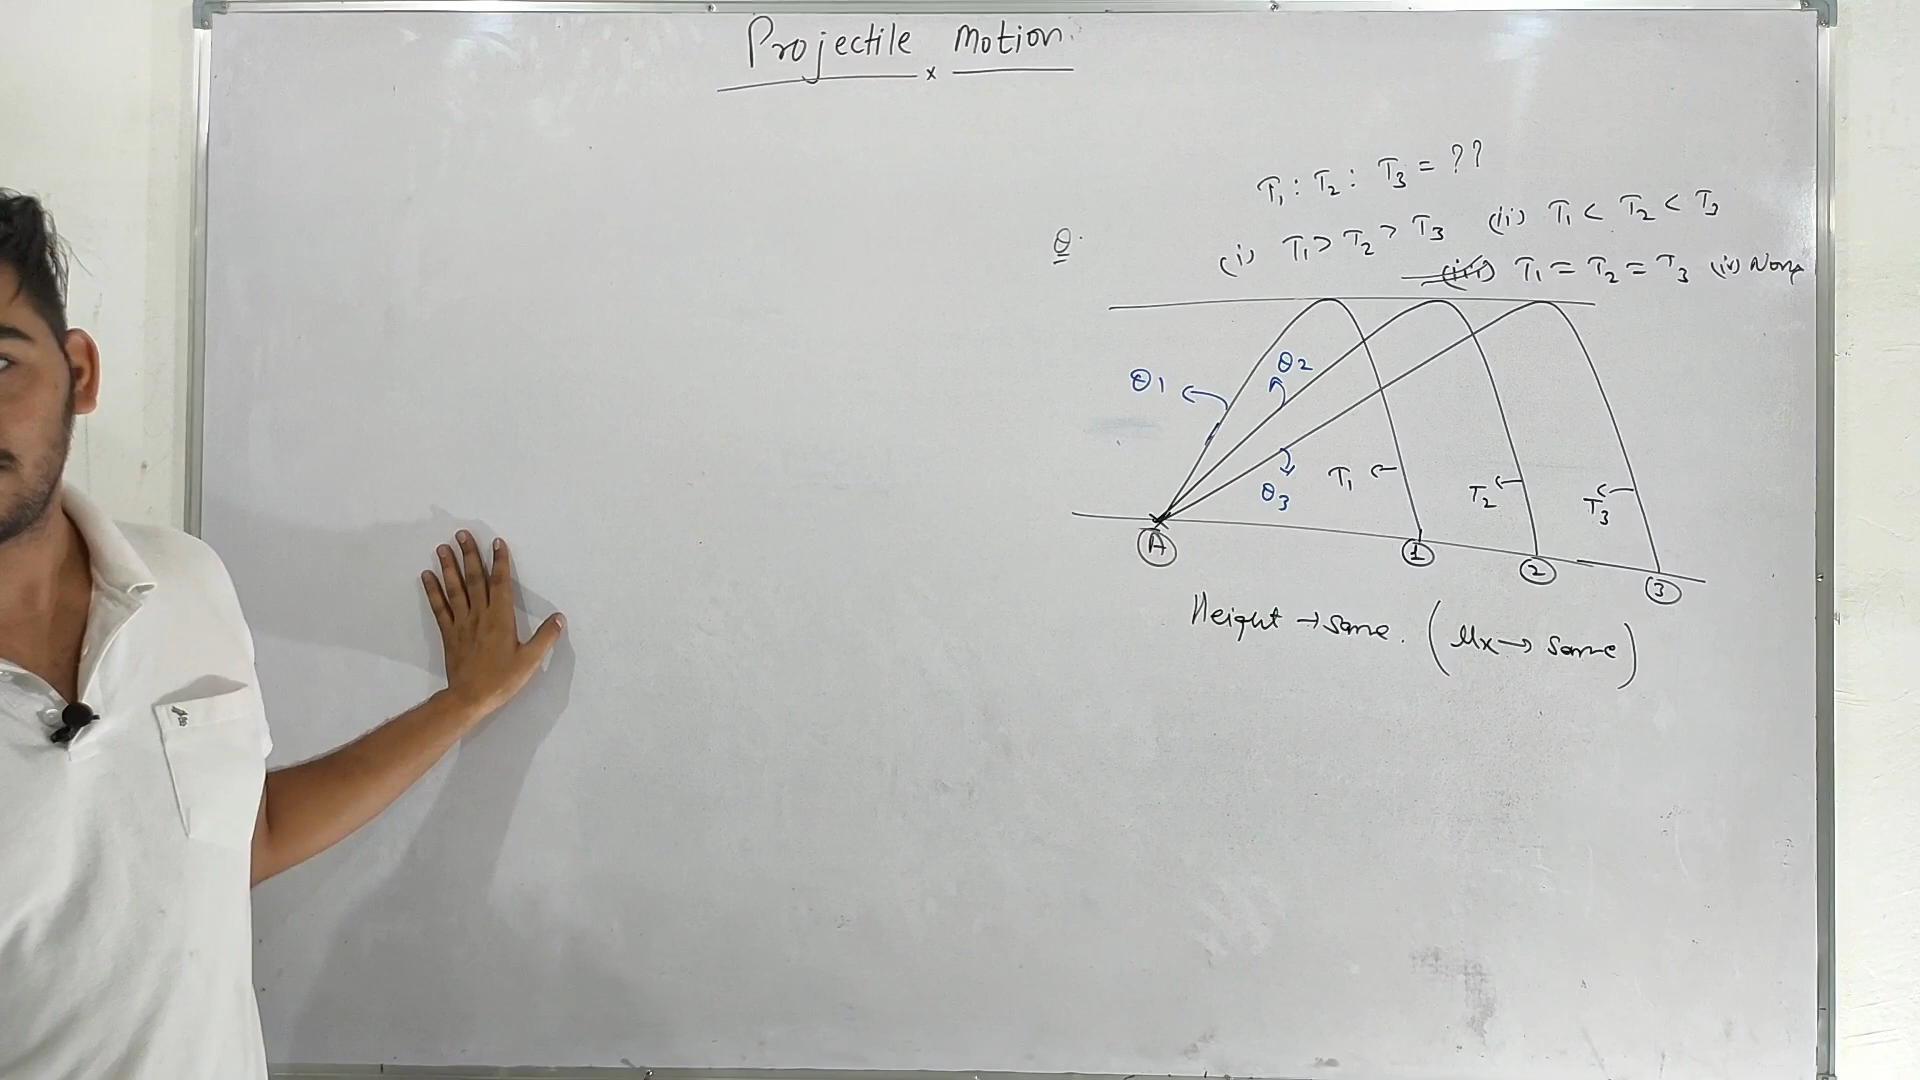 Projectile x Motion.
T1 : T2 : T3 = ??
Q.
(i) T1 > T2 > T3 (ii) T1 < T2 < T3
(iii) T1 = T2 = T3 (iv) None
θ1
θ2
θ3
T1
T2
T3
A
1
2
3
Height → same. (Ux → same)